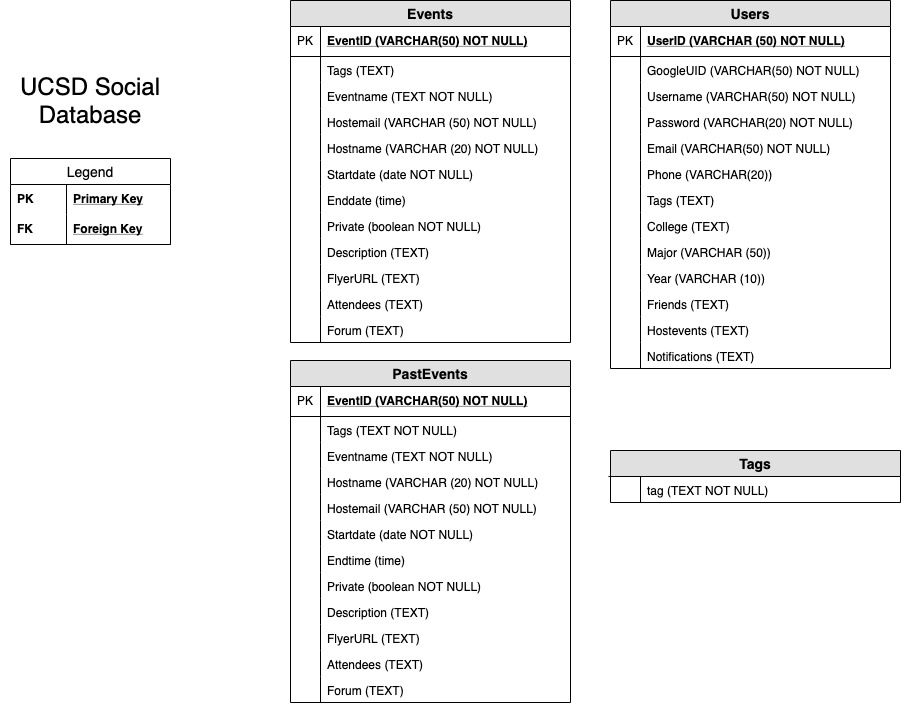 UCSD Social
Database
Legend
PK Primary Key
FK Foreign Key
Events
PK EventID (VARCHAR(50) NOT NULL)
Tags (TEXT)
Eventname (TEXT NOT NULL)
Hostemail (VARCHAR (50) NOT NULL)
Hostname (VARCHAR (20) NOT NULL)
Startdate (date NOT NULL)
Enddate (time)
Private (boolean NOT NULL)
Description (TEXT)
FlyerURL (TEXT)
Attendees (TEXT)
Forum (TEXT)
Users
PK UserID (VARCHAR (50) NOT NULL)
GoogleUID (VARCHAR(50) NOT NULL)
Username (VARCHAR(50) NOT NULL)
Password (VARCHAR(20) NOT NULL)
Email (VARCHAR(50) NOT NULL)
Phone (VARCHAR(20))
Tags (TEXT)
College (TEXT)
Major (VARCHAR (50))
Year (VARCHAR (10))
Friends (TEXT)
Hostevents (TEXT)
Notifications (TEXT)
PastEvents
PK EventID (VARCHAR(50) NOT NULL)
Tags (TEXT NOT NULL)
Eventname (TEXT NOT NULL)
Hostname (VARCHAR (20) NOT NULL)
Hostemail (VARCHAR (50) NOT NULL)
Startdate (date NOT NULL)
Endtime (time)
Private (boolean NOT NULL)
Description (TEXT)
FlyerURL (TEXT)
Attendees (TEXT)
Forum (TEXT)
Tags
tag (TEXT NOT NULL)